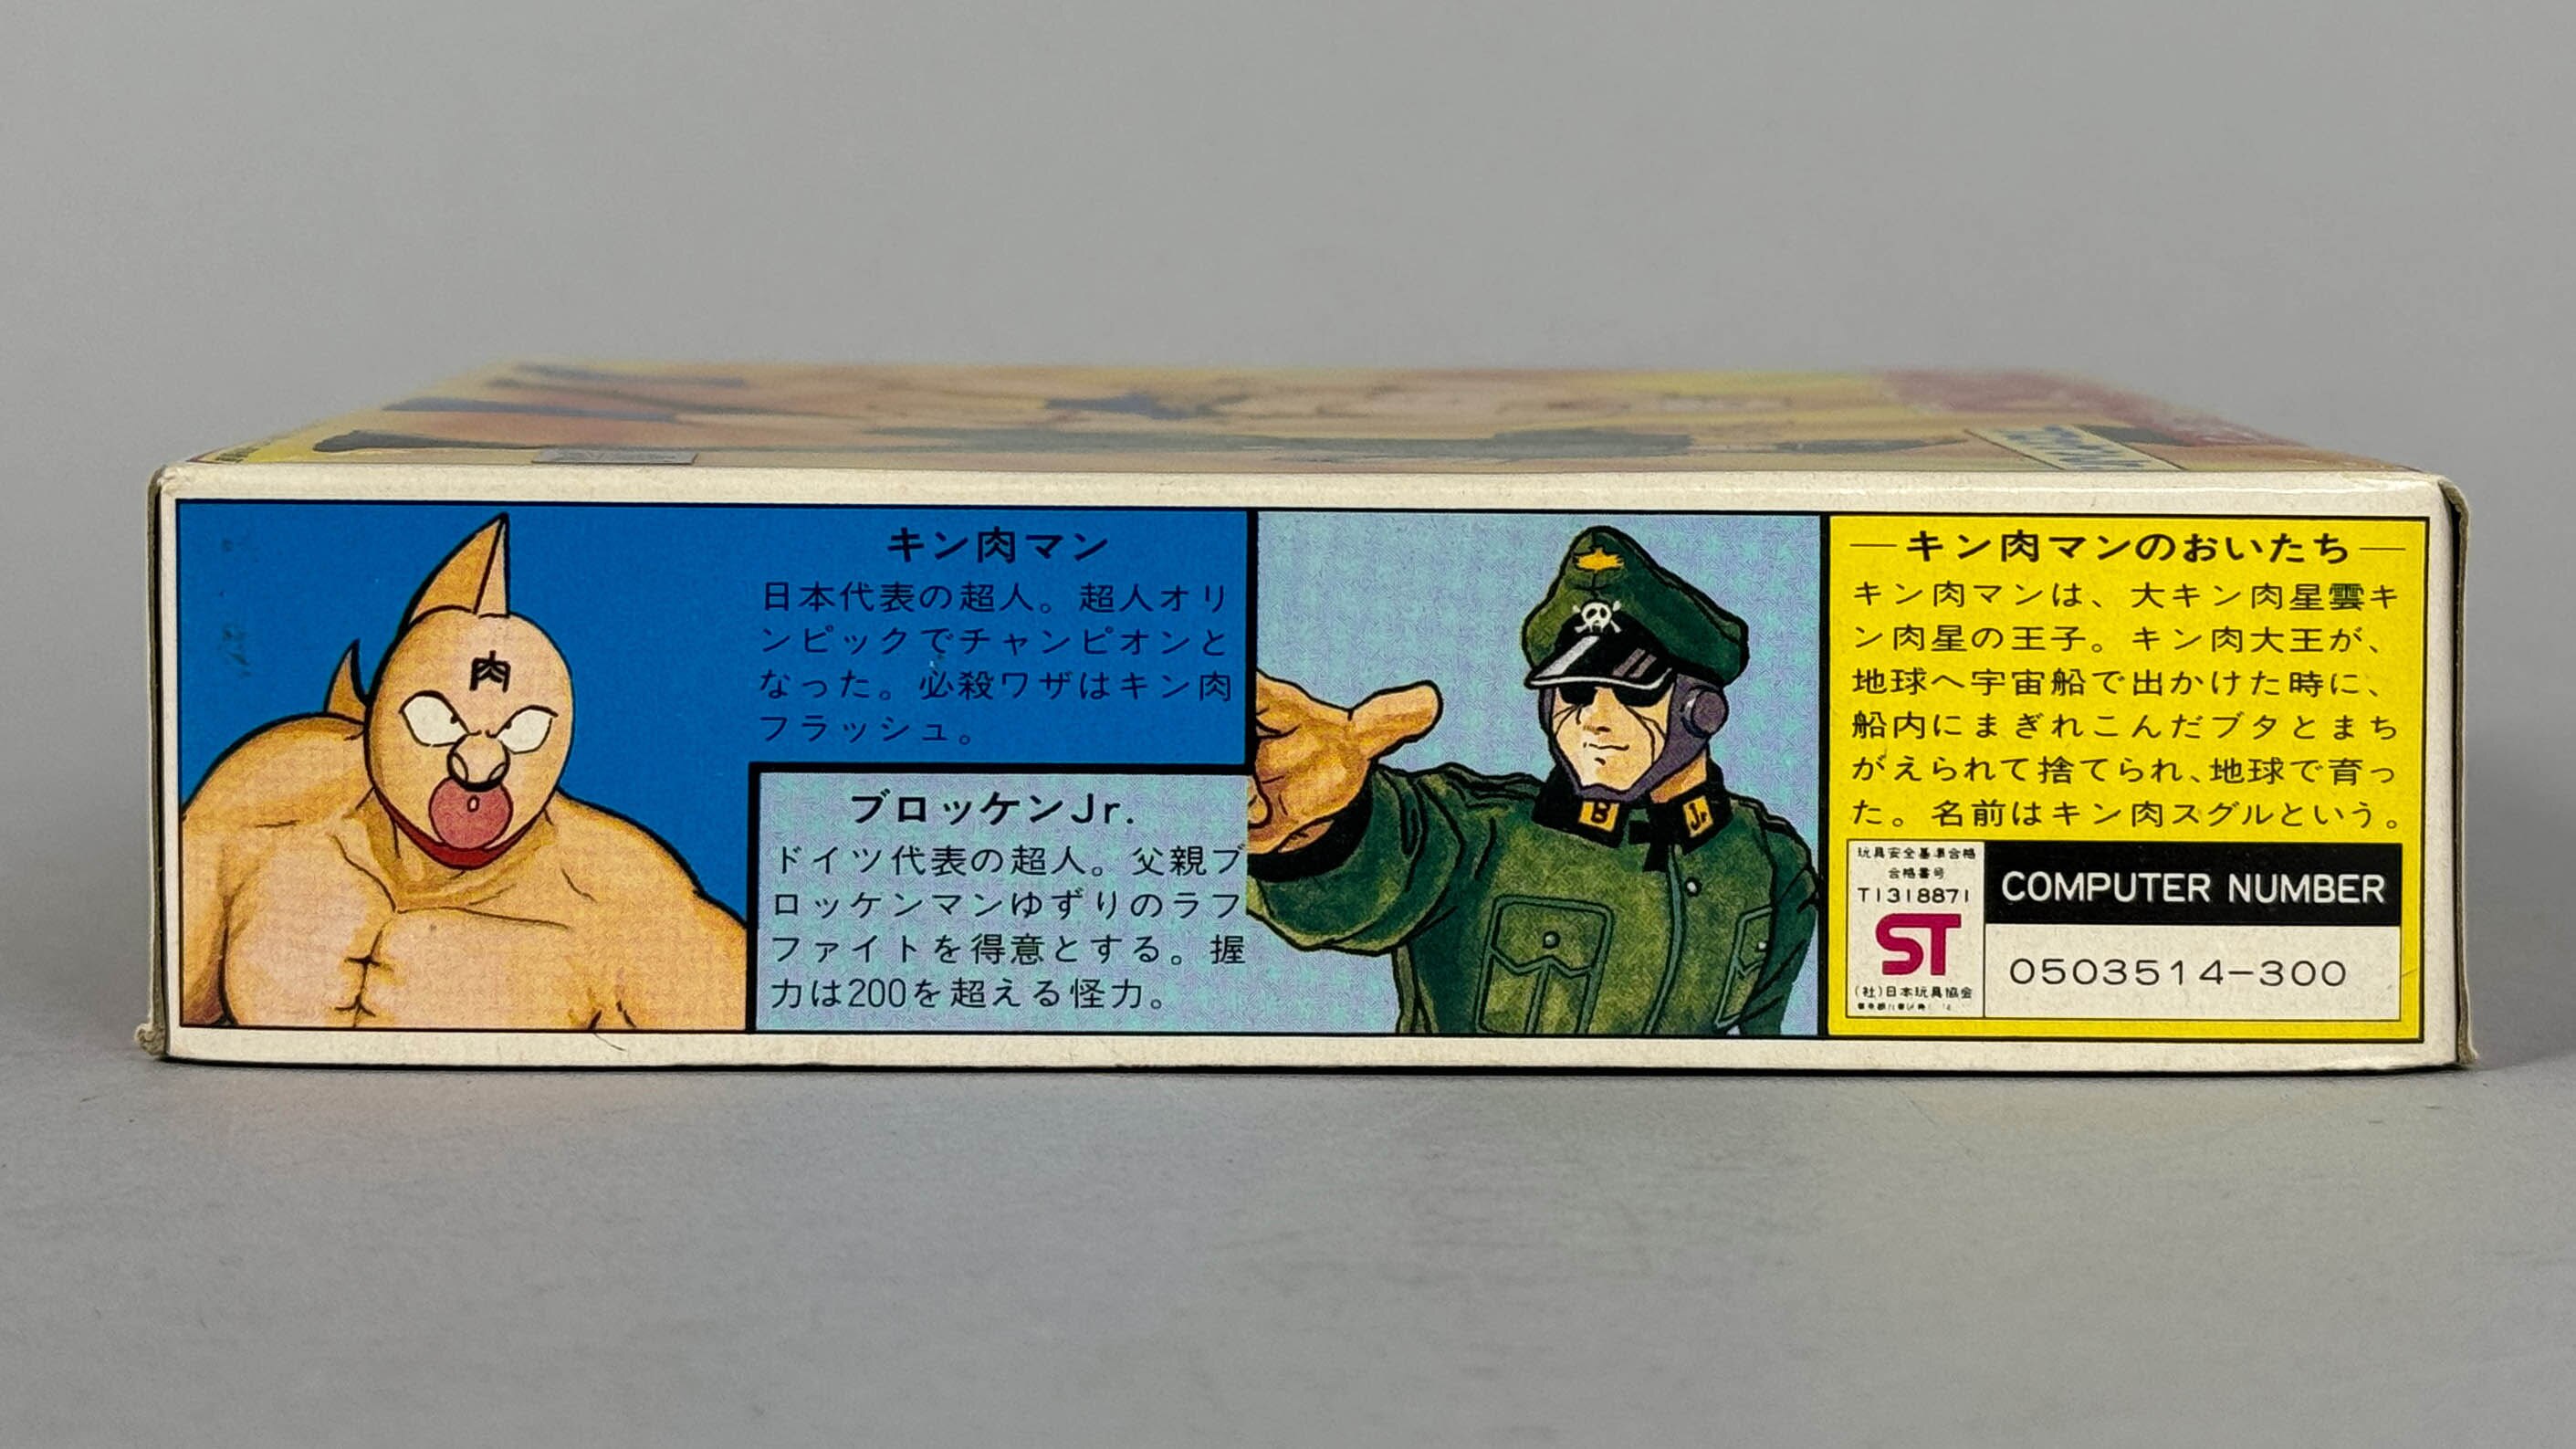 肉
キン肉マン
日本代表の超人。超人オリ
ンピックでチャンピオンと
なった。必殺ワザはキン肉
フラッシュ。
ブロッケンJr.
ドイツ代表の超人。父親ブ
ロッケンマンゆずりのラフ
ファイトを得意とする。握
力は200を超える怪力。
B
Jr
キン肉マンのおいたち
キン肉マンは、大キン肉星雲キ
ン肉星の王子。キン肉大王が、
地球へ宇宙船で出かけた時に、
船内にまぎれこんだブタとまち
がえられて捨てられ、地球で育っ
た。名前はキン肉スグルという。
玩具安全基準合格
合格番号
T1318871
ST
(社)日本玩具協会
COMPUTER NUMBER
0503514-300